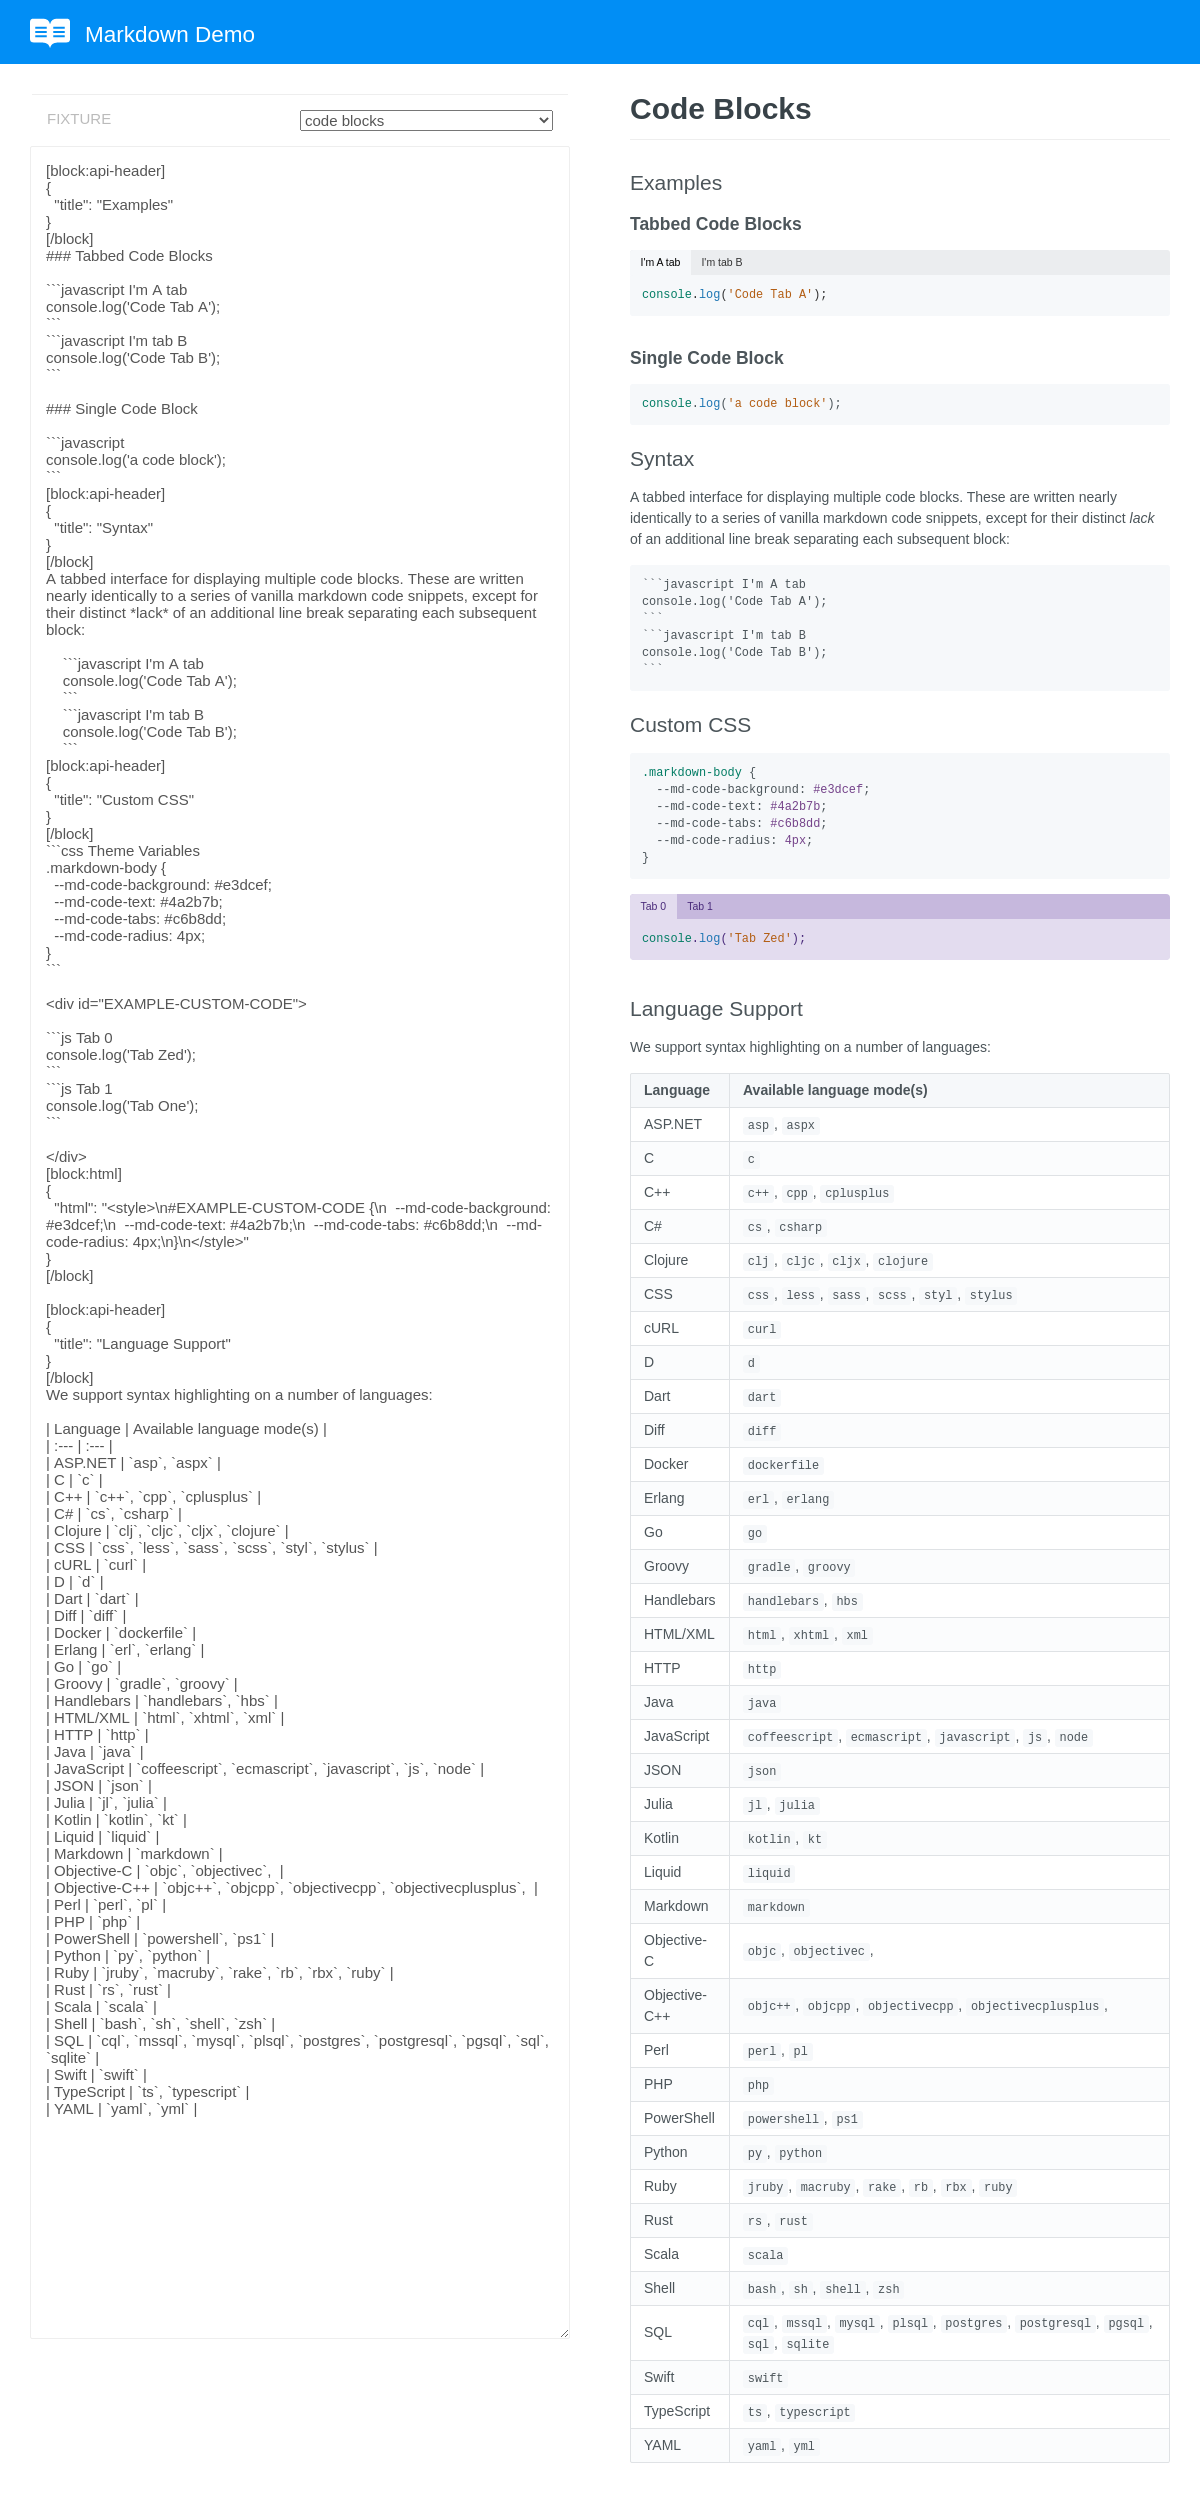 Markdown Demo
FIXTURE
code blocks
[block:api-header]
{
  "title": "Examples"
}
[/block]
### Tabbed Code Blocks

```javascript I'm A tab
console.log('Code Tab A');
```
```javascript I'm tab B
console.log('Code Tab B');
```

### Single Code Block

```javascript
console.log('a code block');
```
[block:api-header]
{
  "title": "Syntax"
}
[/block]
A tabbed interface for displaying multiple code blocks. These are written
nearly identically to a series of vanilla markdown code snippets, except for
their distinct *lack* of an additional line break separating each subsequent
block:

    ```javascript I'm A tab
    console.log('Code Tab A');
    ```
    ```javascript I'm tab B
    console.log('Code Tab B');
    ```
[block:api-header]
{
  "title": "Custom CSS"
}
[/block]
```css Theme Variables
.markdown-body {
  --md-code-background: #e3dcef;
  --md-code-text: #4a2b7b;
  --md-code-tabs: #c6b8dd;
  --md-code-radius: 4px;
}
```

<div id="EXAMPLE-CUSTOM-CODE">

```js Tab 0
console.log('Tab Zed');
```
```js Tab 1
console.log('Tab One');
```

</div>
[block:html]
{
  "html": "<style>\n#EXAMPLE-CUSTOM-CODE {\n  --md-code-background:
#e3dcef;\n  --md-code-text: #4a2b7b;\n  --md-code-tabs: #c6b8dd;\n  --md-
code-radius: 4px;\n}\n</style>"
}
[/block]

[block:api-header]
{
  "title": "Language Support"
}
[/block]
We support syntax highlighting on a number of languages:

| Language | Available language mode(s) |
| :--- | :--- |
| ASP.NET | `asp`, `aspx` |
| C | `c` |
| C++ | `c++`, `cpp`, `cplusplus` |
| C# | `cs`, `csharp` |
| Clojure | `clj`, `cljc`, `cljx`, `clojure` |
| CSS | `css`, `less`, `sass`, `scss`, `styl`, `stylus` |
| cURL | `curl` |
| D | `d` |
| Dart | `dart` |
| Diff | `diff` |
| Docker | `dockerfile` |
| Erlang | `erl`, `erlang` |
| Go | `go` |
| Groovy | `gradle`, `groovy` |
| Handlebars | `handlebars`, `hbs` |
| HTML/XML | `html`, `xhtml`, `xml` |
| HTTP | `http` |
| Java | `java` |
| JavaScript | `coffeescript`, `ecmascript`, `javascript`, `js`, `node` |
| JSON | `json` |
| Julia | `jl`, `julia` |
| Kotlin | `kotlin`, `kt` |
| Liquid | `liquid` |
| Markdown | `markdown` |
| Objective-C | `objc`, `objectivec`,  |
| Objective-C++ | `objc++`, `objcpp`, `objectivecpp`, `objectivecplusplus`,  |
| Perl | `perl`, `pl` |
| PHP | `php` |
| PowerShell | `powershell`, `ps1` |
| Python | `py`, `python` |
| Ruby | `jruby`, `macruby`, `rake`, `rb`, `rbx`, `ruby` |
| Rust | `rs`, `rust` |
| Scala | `scala` |
| Shell | `bash`, `sh`, `shell`, `zsh` |
| SQL | `cql`, `mssql`, `mysql`, `plsql`, `postgres`, `postgresql`, `pgsql`, `sql`,
`sqlite` |
| Swift | `swift` |
| TypeScript | `ts`, `typescript` |
| YAML | `yaml`, `yml` |
Code Blocks
Examples
Tabbed Code Blocks
I'm A tab I'm tab B
console.log('Code Tab A');
Single Code Block
console.log('a code block');
Syntax
A tabbed interface for displaying multiple code blocks. These are written nearly
identically to a series of vanilla markdown code snippets, except for their distinct lack
of an additional line break separating each subsequent block:
```javascript I'm A tab
console.log('Code Tab A');
```
```javascript I'm tab B
console.log('Code Tab B');
```
Custom CSS
.markdown-body {
  --md-code-background: #e3dcef;
  --md-code-text: #4a2b7b;
  --md-code-tabs: #c6b8dd;
  --md-code-radius: 4px;
}
Tab 0 Tab 1
console.log('Tab Zed');
Language Support
We support syntax highlighting on a number of languages:
Language Available language mode(s)
ASP.NET asp, aspx
C c
C++ c++, cpp, cplusplus
C# cs, csharp
Clojure clj, cljc, cljx, clojure
CSS css, less, sass, scss, styl, stylus
cURL curl
D d
Dart dart
Diff diff
Docker dockerfile
Erlang erl, erlang
Go go
Groovy gradle, groovy
Handlebars handlebars, hbs
HTML/XML html, xhtml, xml
HTTP http
Java java
JavaScript coffeescript, ecmascript, javascript, js, node
JSON json
Julia jl, julia
Kotlin kotlin, kt
Liquid liquid
Markdown markdown
Objective-
C objc, objectivec,
Objective-
C++ objc++, objcpp, objectivecpp, objectivecplusplus,
Perl perl, pl
PHP php
PowerShell powershell, ps1
Python py, python
Ruby jruby, macruby, rake, rb, rbx, ruby
Rust rs, rust
Scala scala
Shell bash, sh, shell, zsh
SQL cql, mssql, mysql, plsql, postgres, postgresql, pgsql,
sql, sqlite
Swift swift
TypeScript ts, typescript
YAML yaml, yml